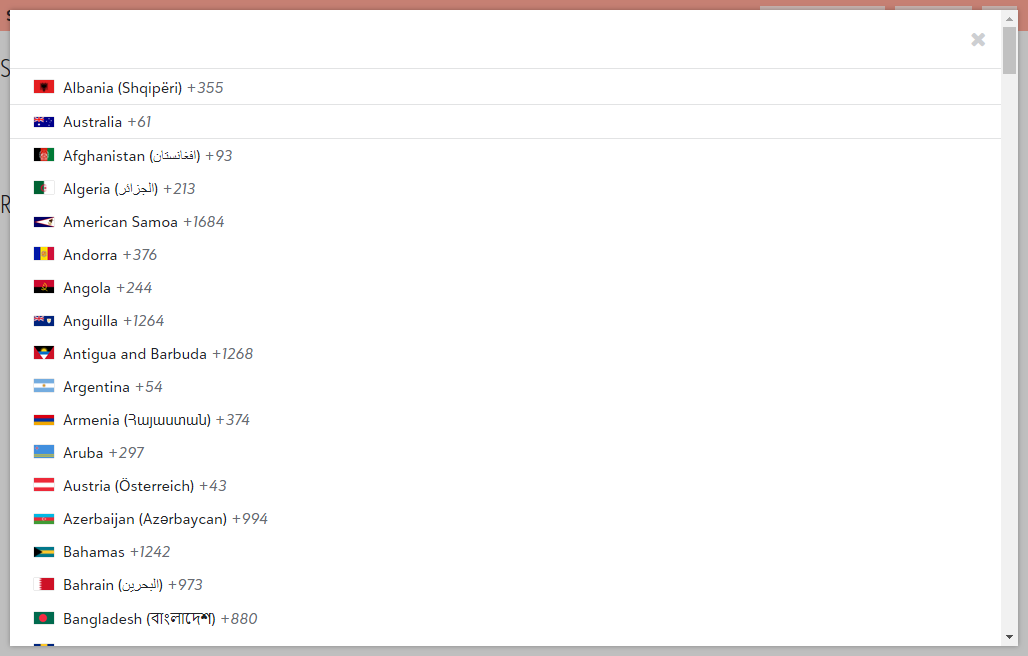 S
R
✖
Albania (Shqipëri) +355
Australia +61
Afghanistan (‫افغانستان‬‎) +93
Algeria (‫الجزائر‬‎) +213
American Samoa +1684
Andorra +376
Angola +244
Anguilla +1264
Antigua and Barbuda +1268
Argentina +54
Armenia (Հայաստան) +374
Aruba +297
Austria (Österreich) +43
Azerbaijan (Azərbaycan) +994
Bahamas +1242
Bahrain (‫البحرين‬‎) +973
Bangladesh (বাংলাদেশ) +880